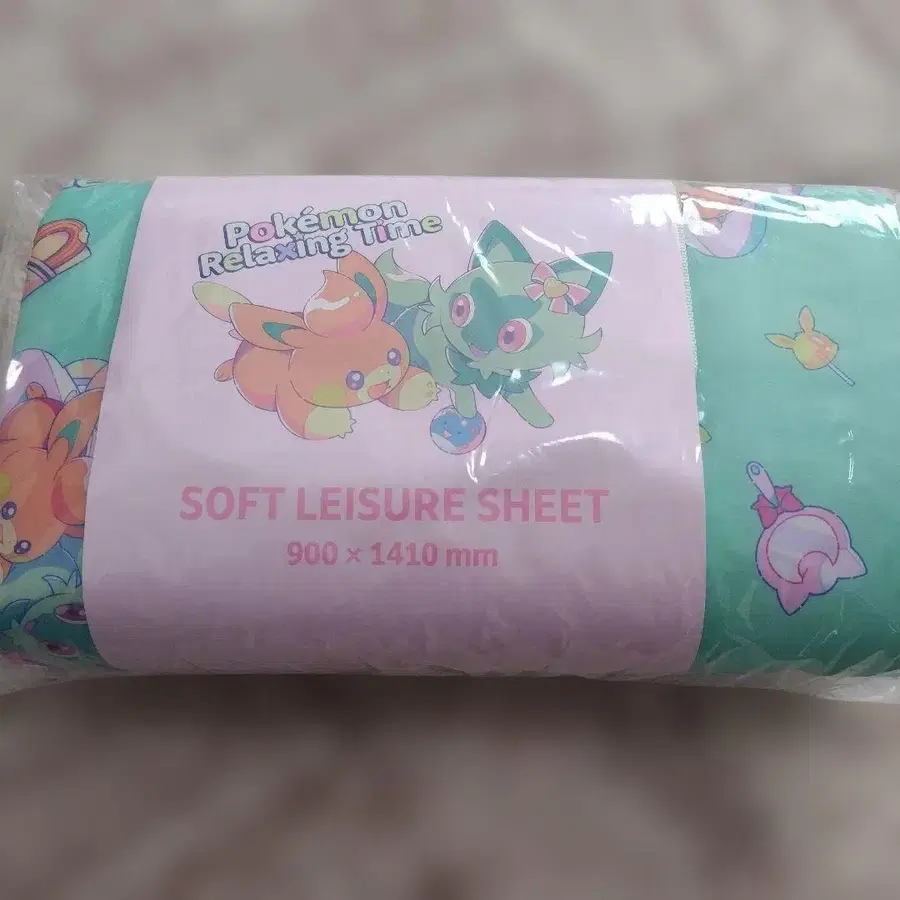 Pokémon
Relaxing Time
SOFT LEISURE SHEET
900 × 1410 mm